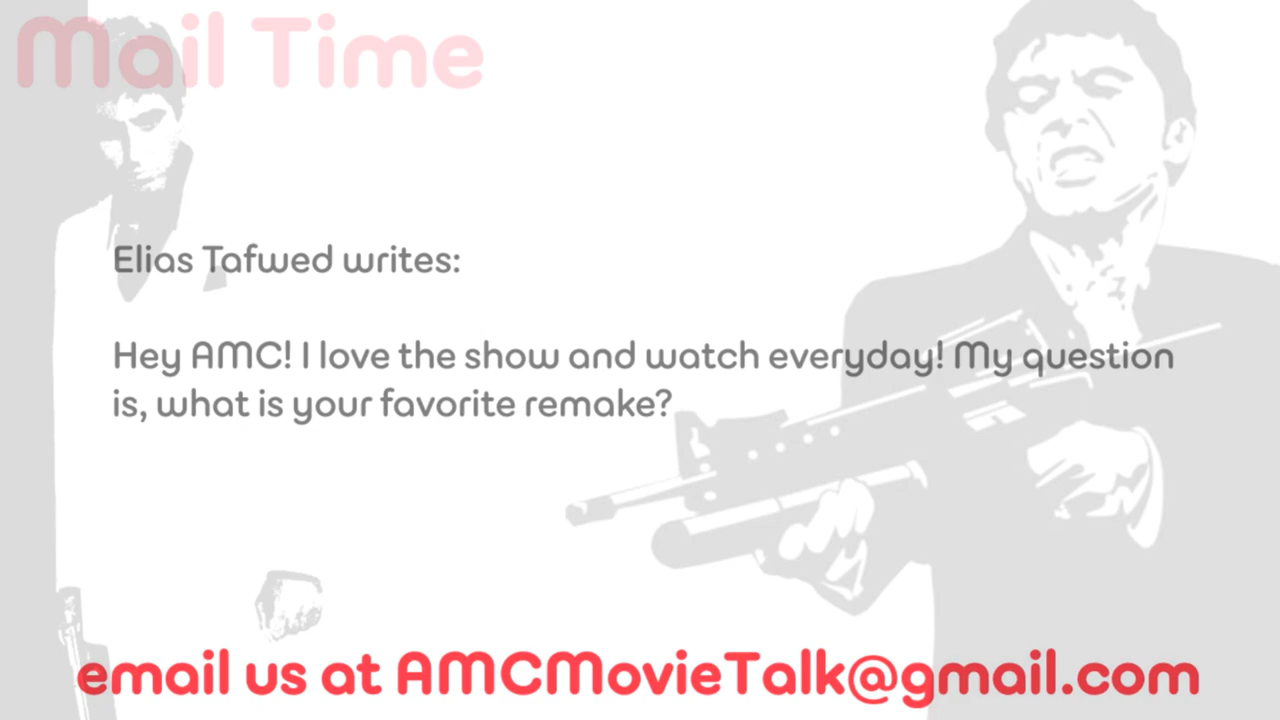 Mail Time
Elias Tafwed writes:
Hey AMC! I love the show and watch everyday! My question
is, what is your favorite remake?
email us at AMCMovieTalk@gmail.com